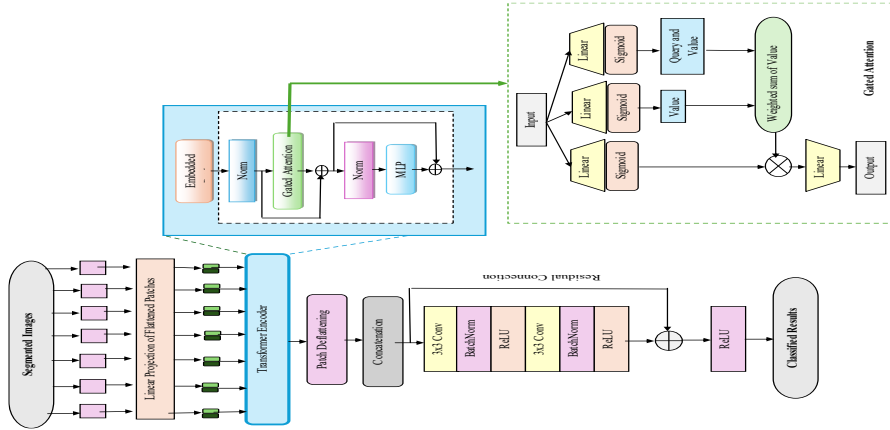 Segmented Images
Linear Projection of Flattened Patches
Transformer Encoder
Patch Deflattening
Concatenation
3x3 Conv
BatchNorm
ReLU
3x3 Conv
BatchNorm
ReLU
Residual Connection
ReLU
Classified Results
Embedded
Norm
Gated Attention
Norm
MLP
Input
Linear
Sigmoid
Linear
Sigmoid
Value
Linear
Sigmoid
Query and
Value
Weighted sum of Value
Linear
Output
Gated Attention